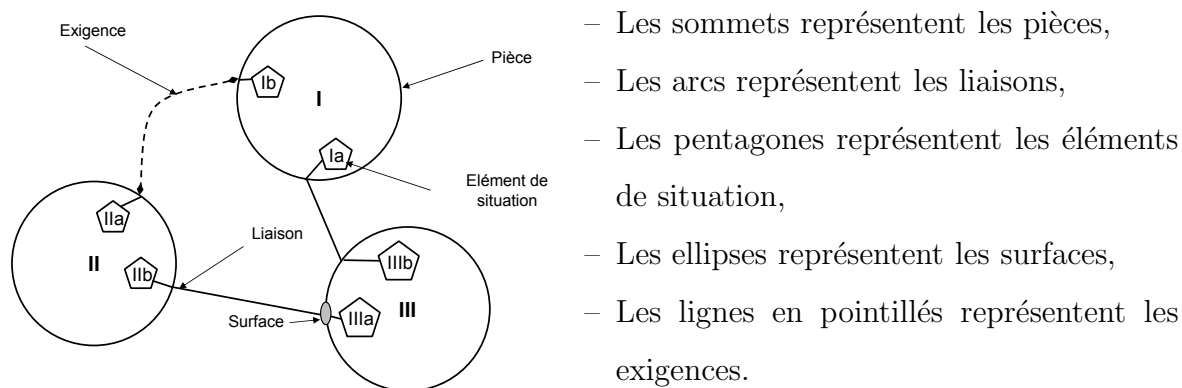 Exigence
Pièce
Ib
I
Ia
Elément de
situation
IIa
Liaison
II
IIb
IIIb
Surface
IIIa
III
– Les sommets représentent les pièces,
– Les arcs représentent les liaisons,
– Les pentagones représentent les éléments
de situation,
– Les ellipses représentent les surfaces,
– Les lignes en pointillés représentent les
exigences.